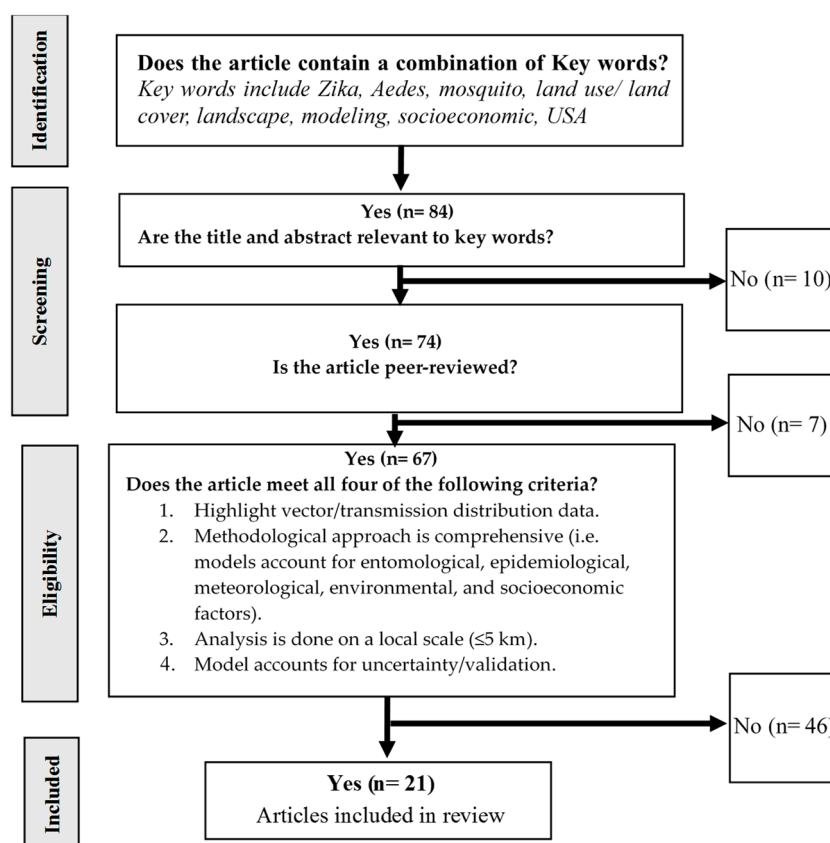 Identification
Does the article contain a combination of Key words?
Key words include Zika, Aedes, mosquito, land use/ land
cover, landscape, modeling, socioeconomic, USA
Screening
Yes (n= 84)
Are the title and abstract relevant to key words?
No (n= 10)
Yes (n= 74)
Is the article peer-reviewed?
No (n= 7)
Eligibility
Yes (n= 67)
Does the article meet all four of the following criteria?
1. Highlight vector/transmission distribution data.
2. Methodological approach is comprehensive (i.e.
models account for entomological, epidemiological,
meteorological, environmental, and socioeconomic
factors).
3. Analysis is done on a local scale (≤5 km).
4. Model accounts for uncertainty/validation.
No (n= 46)
Included
Yes (n= 21)
Articles included in review